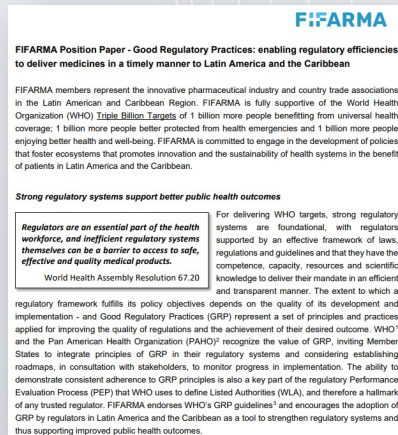 FIFARMA
FIFARMA Position Paper - Good Regulatory Practices: enabling regulatory efficiencies
to deliver medicines in a timely manner to Latin America and the Caribbean
FIFARMA members represent the innovative pharmaceutical industry and country trade associations
in the Latin American and Caribbean Region. FIFARMA is fully supportive of the World Health
Organization (WHO) Triple Billion Targets of 1 billion more people benefitting from universal health
coverage; 1 billion more people better protected from health emergencies and 1 billion more people
enjoying better health and well-being. FIFARMA is committed to engage in the development of policies
that foster ecosystems that promotes innovation and the sustainability of health systems in the benefit
of patients in Latin America and the Caribbean.
Strong regulatory systems support better public health outcomes
Regulators are an essential part of the health
workforce, and inefficient regulatory systems
themselves can be a barrier to access to safe,
effective and quality medical products.
World Health Assembly Resolution 67.20
For delivering WHO targets, strong regulatory
systems are foundational, with regulators
supported by an effective framework of laws,
regulations and guidelines and that they have the
competence, capacity, resources and scientific
knowledge to deliver their mandate in an efficient
and transparent manner. The extent to which a
regulatory framework fulfills its policy objectives depends on the quality of its development and
implementation - and Good Regulatory Practices (GRP) represent a set of principles and practices
applied for improving the quality of regulations and the achievement of their desired outcome. WHO¹
and the Pan American Health Organization (PAHO)² recognize the value of GRP, inviting Member
States to integrate principles of GRP in their regulatory systems and considering establishing
roadmaps, in consultation with stakeholders, to monitor progress in implementation. The ability to
demonstrate consistent adherence to GRP principles is also a key part of the regulatory Performance
Evaluation Process (PEP) that WHO uses to define Listed Authorities (WLA), and therefore a hallmark
of any trusted regulator. FIFARMA endorses WHO's GRP guidelines³ and encourages the adoption of
GRP by regulators in Latin America and the Caribbean as a tool to strengthen regulatory systems and
thus supporting improved public health outcomes.